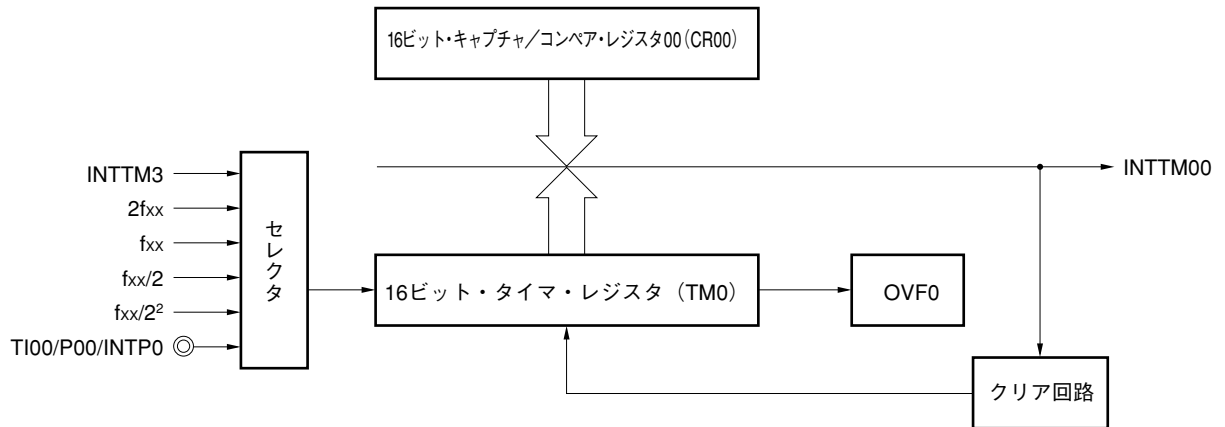 16ビット・キャプチャ／コンペア・レジスタ00（CR00）
INTTM3
2fxx
fxx
fxx/2
fxx/2²
TI00/P00/INTP0
セレクタ
INTTM00
16ビット・タイマ・レジスタ（TM0）
OVF0
クリア回路